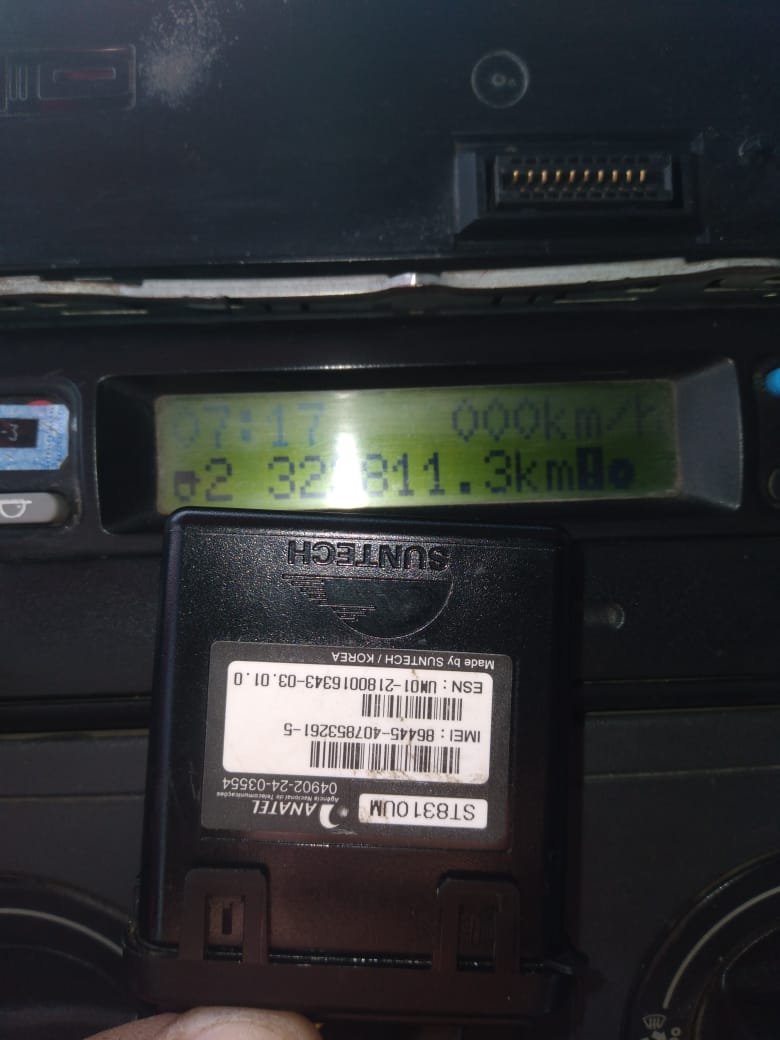 07:17 000km/h
2 32 811.3km
SUNTECH
Made by SUNTECH / KOREA
ESN : UM01-2180016343-03.01.0
IMEI : 86445-407853261-5
ST8310UM
ANATEL
Agência Nacional de Telecomunicações
04902-24-03554